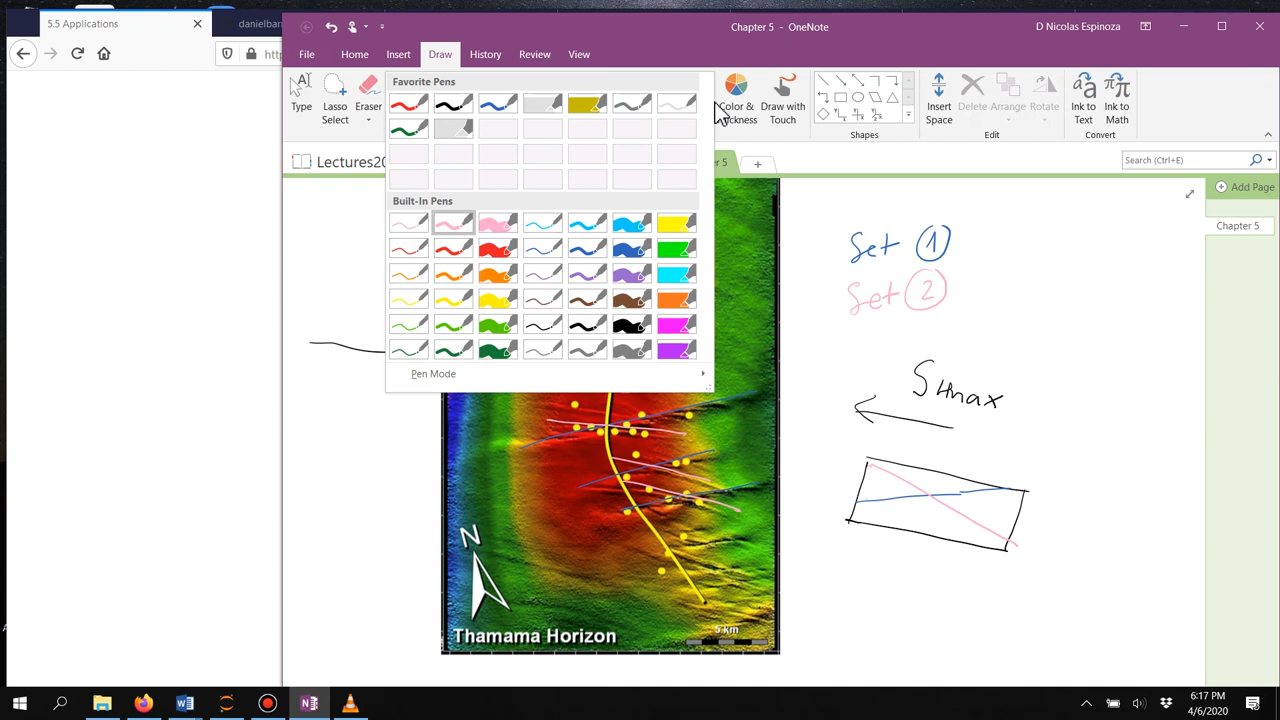 5.5 Applications
danielbar
Chapter 5 - OneNote
D Nicolas Espinoza
File
Home
Insert
Draw
History
Review
View
Type
Lasso Select
Eraser
Favorite Pens
Built-In Pens
Pen Mode
Color &
Draw with Touch
Shapes
Insert Space
Delete
Arrange
Rotate
Edit
Ink to Text
Ink to Math
Convert
Lectures20
5
Search (Ctrl+E)
Add Page
Chapter 5
Set 1
Set 2
SHmax
N
Thamama Horizon
5 km
6:17 PM
4/6/2020